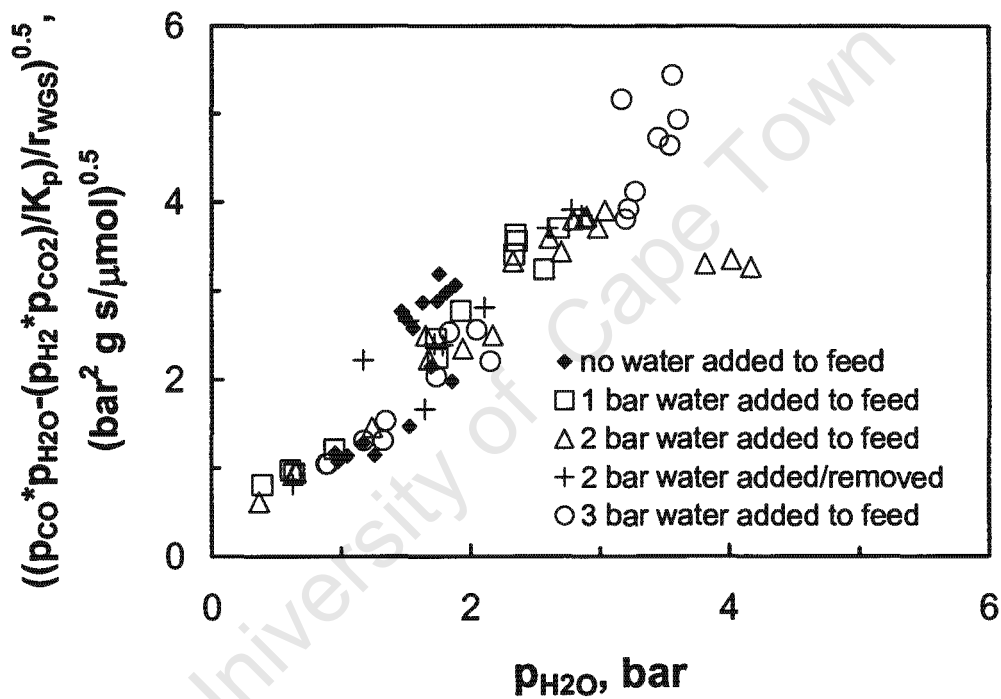 ((pCO*pH2O-(pH2*pCO2)/Kp)/rWGS)^0.5,
(bar^2 g s/μmol)^0.5
6
4
2
0
0
2
4
6
no water added to feed
1 bar water added to feed
2 bar water added to feed
2 bar water added/removed
3 bar water added to feed
pH2O, bar
University of Cape Town